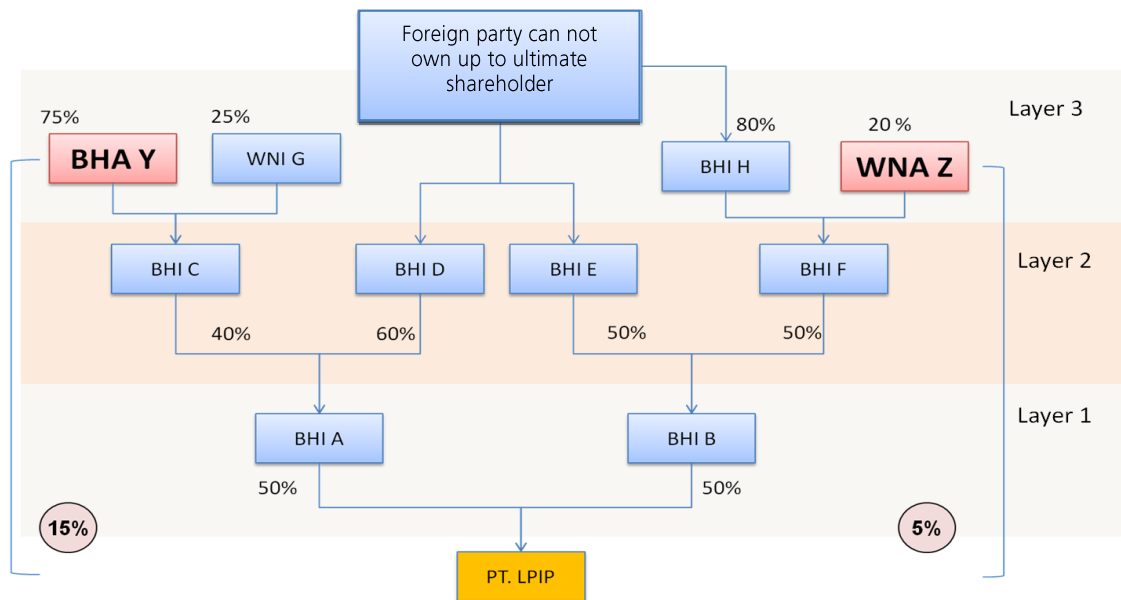 Foreign party can not
own up to ultimate
shareholder
Layer 3
75%
25%
80%
20 %
BHA Y
WNI G
BHI H
WNA Z
Layer 2
BHI C
BHI D
BHI E
BHI F
40%
60%
50%
50%
Layer 1
BHI A
BHI B
50%
50%
15%
5%
PT. LPIP